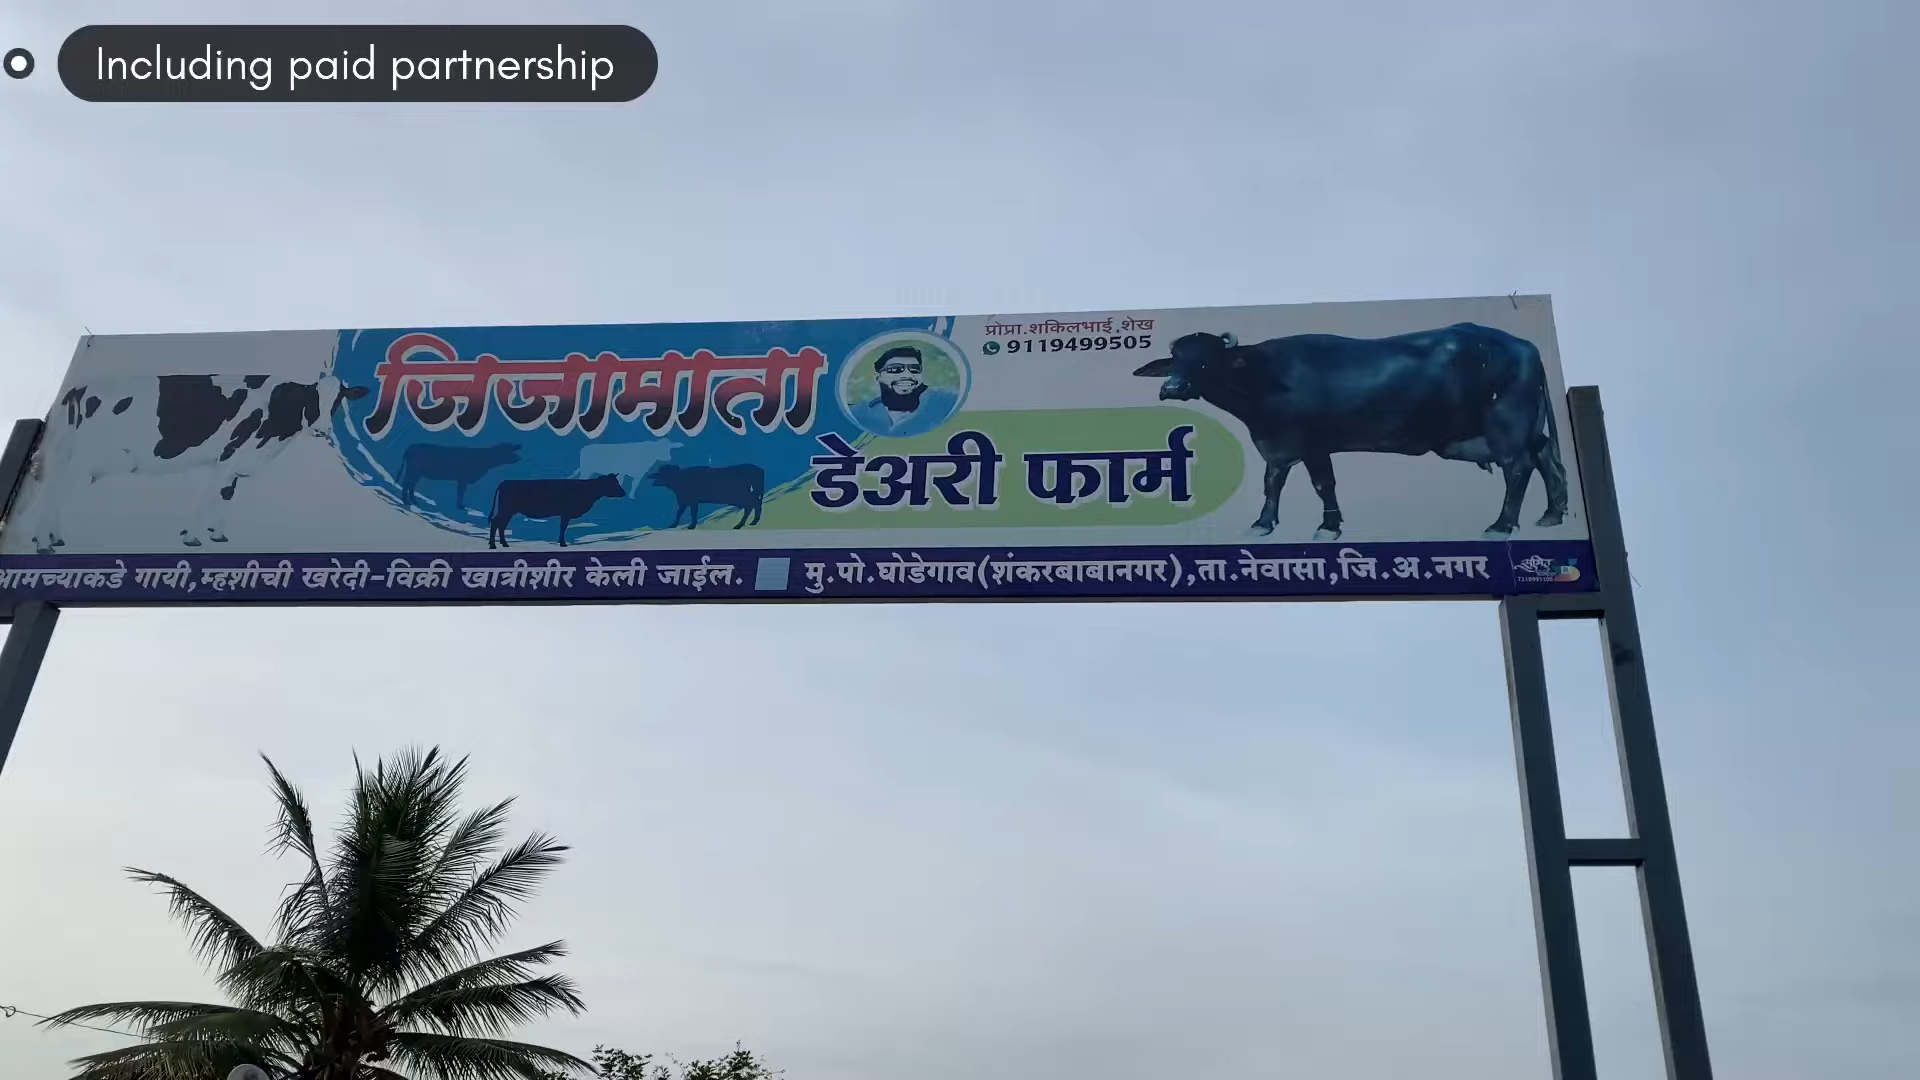 Including paid partnership
प्रोप्रा.शकिलभाई.शेख
9119499505
जिजामाता
डेअरी फार्म
आमच्याकडे गायी,म्हशीची खरेदी-विक्री खात्रीशीर केली जाईल.
मु.पो.घोडेगाव(शंकरबाबानगर),ता.नेवासा,जि.अ.नगर